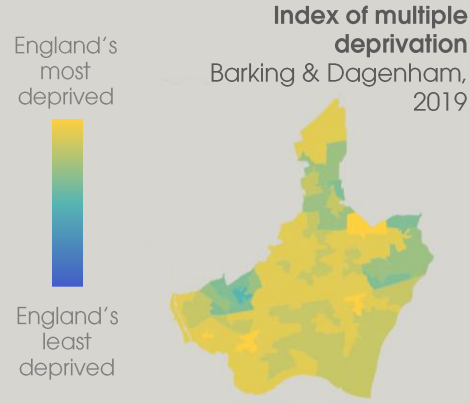 Index of multiple
deprivation
Barking & Dagenham,
2019
England's
most
deprived
England's
least
deprived